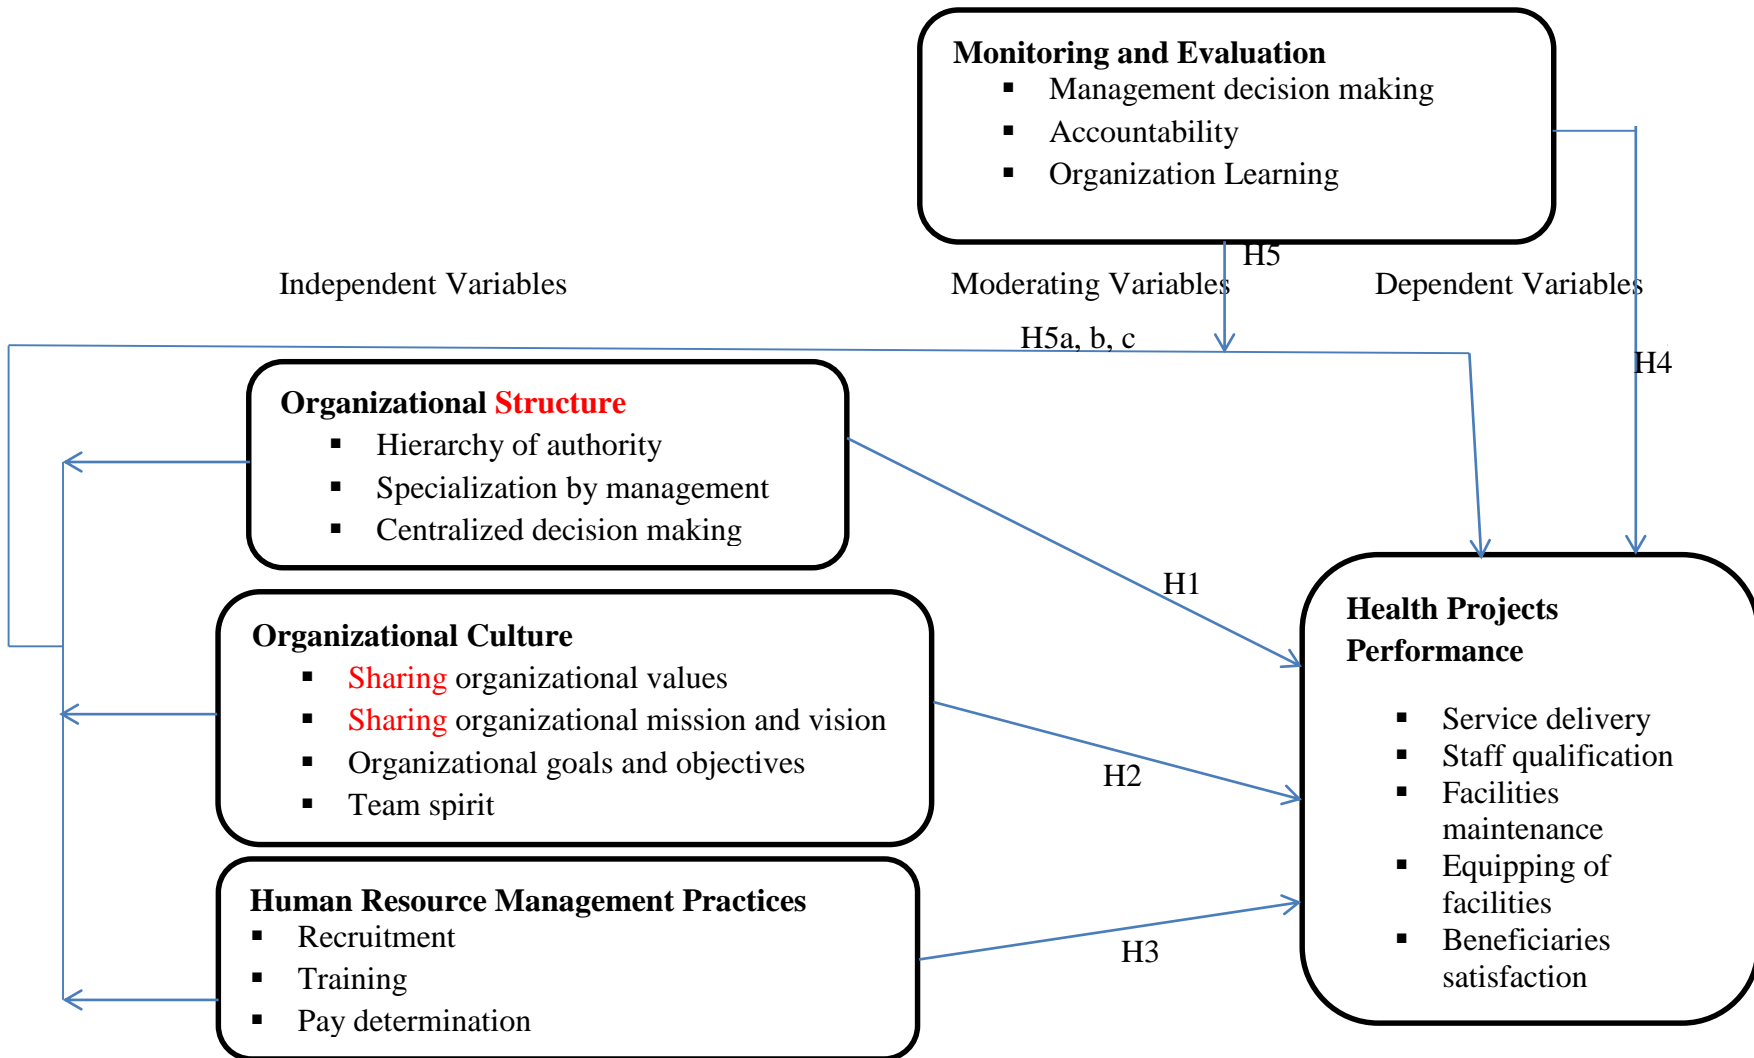 Monitoring and Evaluation
▪ Management decision making
▪ Accountability
▪ Organization Learning
H5
Independent Variables
Moderating Variables
Dependent Variables
H5a, b, c
H4
Organizational Structure
▪ Hierarchy of authority
▪ Specialization by management
▪ Centralized decision making
H1
Organizational Culture
▪ Sharing organizational values
▪ Sharing organizational mission and vision
▪ Organizational goals and objectives
▪ Team spirit
H2
Human Resource Management Practices
▪ Recruitment
▪ Training
▪ Pay determination
H3
Health Projects
Performance
▪ Service delivery
▪ Staff qualification
▪ Facilities
maintenance
▪ Equipping of
facilities
▪ Beneficiaries
satisfaction